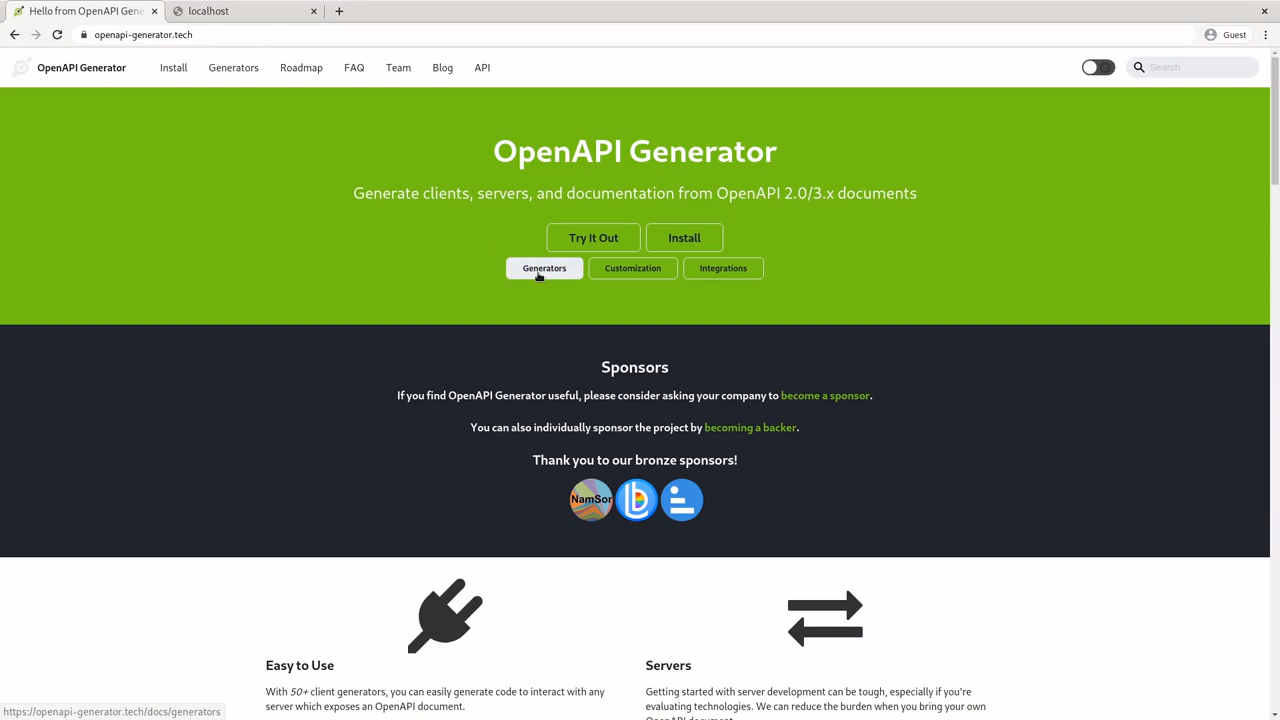 Hello from OpenAPI Gene
localhost
openapi-generator.tech
Guest
OpenAPI Generator
Install
Generators
Roadmap
FAQ
Team
Blog
API
Search
OpenAPI Generator
Generate clients, servers, and documentation from OpenAPI 2.0/3.x documents
Try It Out
Install
Generators
Customization
Integrations
Sponsors
If you find OpenAPI Generator useful, please consider asking your company to become a sponsor.
You can also individually sponsor the project by becoming a backer.
Thank you to our bronze sponsors!
NamSor
Easy to Use
With 50+ client generators, you can easily generate code to interact with any
server which exposes an OpenAPI document.
Servers
Getting started with server development can be tough, especially if you're
evaluating technologies. We can reduce the burden when you bring your own
OpenAPI document.
https://openapi-generator.tech/docs/generators